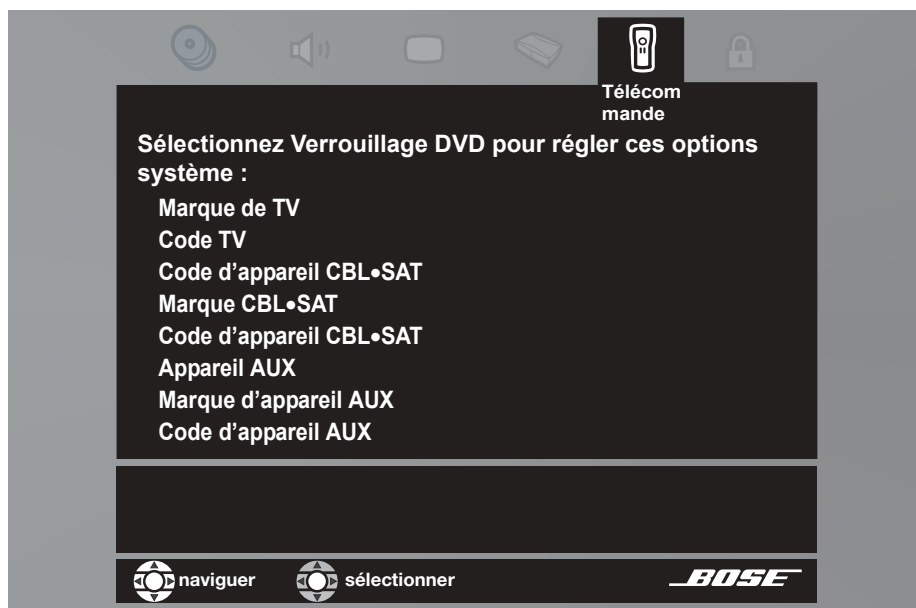 Télécom
mande
Sélectionnez Verrouillage DVD pour régler ces options
système :
Marque de TV
Code TV
Code d’appareil CBL•SAT
Marque CBL•SAT
Code d’appareil CBL•SAT
Appareil AUX
Marque d’appareil AUX
Code d’appareil AUX
naviguer sélectionner BOSE